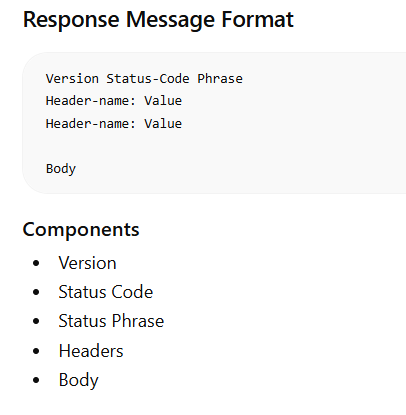 Response Message Format
Version Status-Code Phrase
Header-name: Value
Header-name: Value
Body
Components
Version
Status Code
Status Phrase
Headers
Body